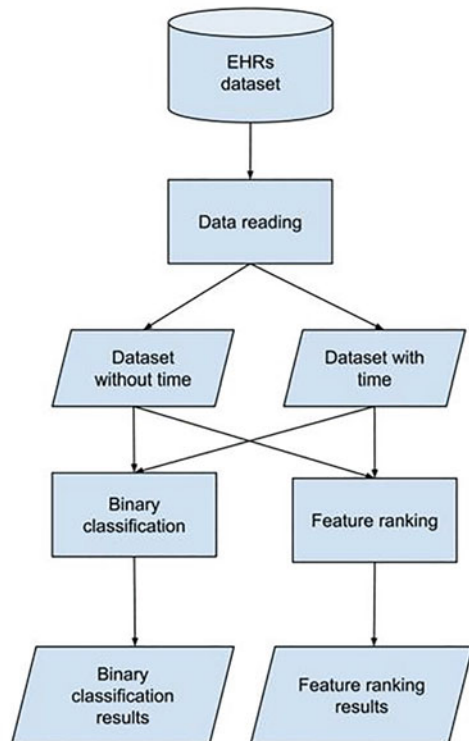 EHRs
dataset
Data reading
Dataset
without time
Dataset with
time
Binary
classification
Feature ranking
Binary
classification
results
Feature ranking
results